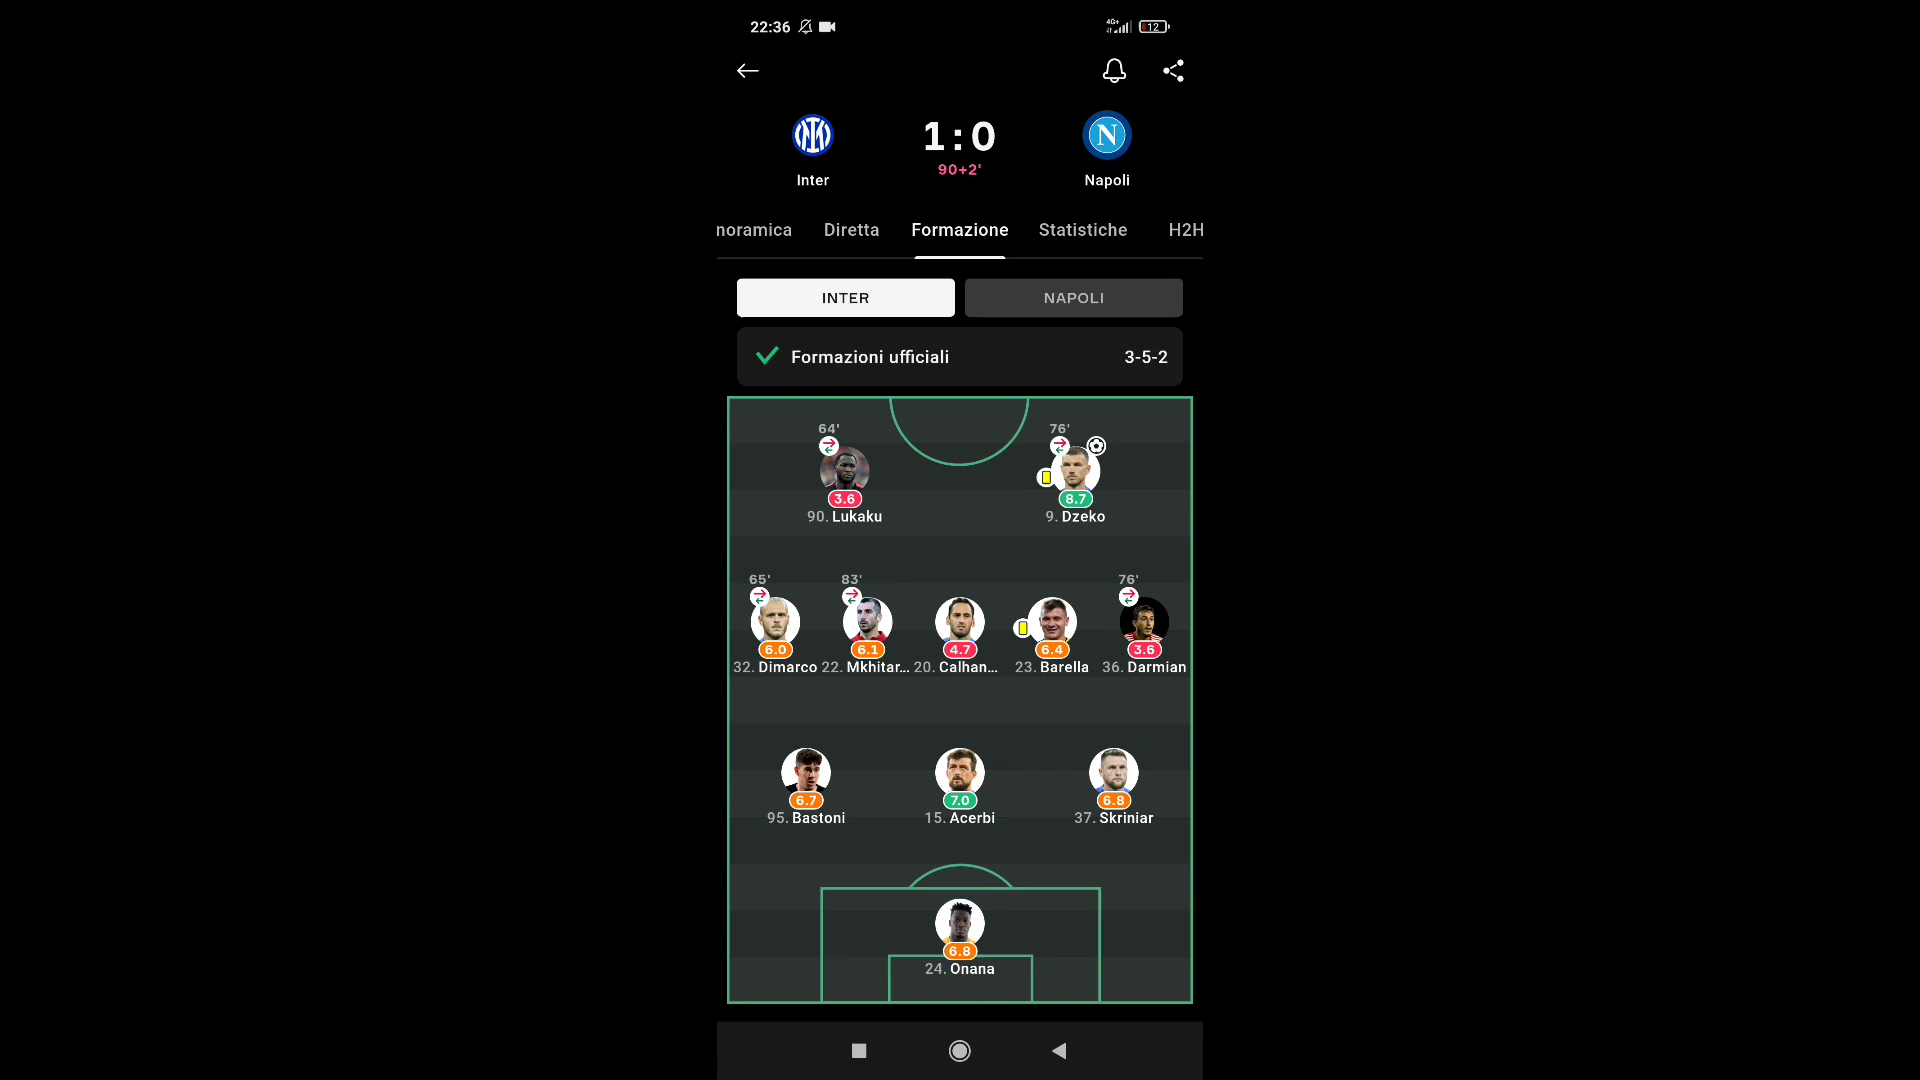 22:36 4G+ 12
1:0
90+2'
Inter Napoli
noramica Diretta Formazione Statistiche H2H
INTER NAPOLI
Formazioni ufficiali 3-5-2
64' 76'
3.6 8.7
90. Lukaku 9. Dzeko
65' 83' 76'
6.0 6.1 4.7 6.4 3.6
32. Dimarco 22. Mkhitar... 20. Calhan... 23. Barella 36. Darmian
6.7 7.0 6.8
95. Bastoni 15. Acerbi 37. Skriniar
6.8
24. Onana